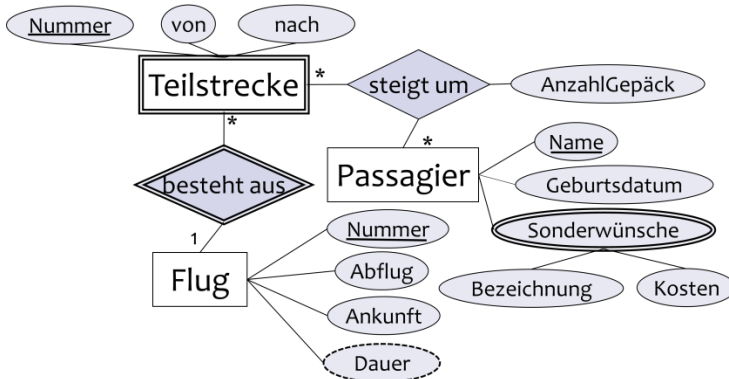 Nummer
von
nach
Teilstrecke
*
steigt um
AnzahlGepäck
*
*
Name
besteht aus
Passagier
Geburtsdatum
Nummer
Sonderwünsche
1
Flug
Abflug
Bezeichnung
Kosten
Ankunft
Dauer